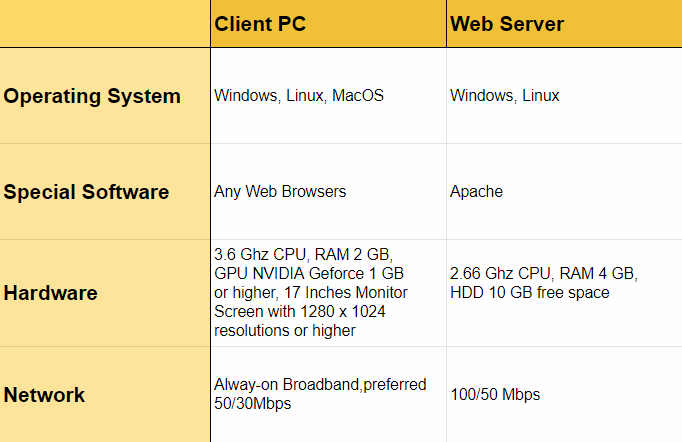 Client PC
Web Server
Operating System
Windows, Linux, MacOS
Windows, Linux
Special Software
Any Web Browsers
Apache
Hardware
3.6 Ghz CPU, RAM 2 GB,
GPU NVIDIA Geforce 1 GB
or higher, 17 Inches Monitor
Screen with 1280 x 1024
resolutions or higher
2.66 Ghz CPU, RAM 4 GB,
HDD 10 GB free space
Network
Alway-on Broadband,preferred
50/30Mbps
100/50 Mbps